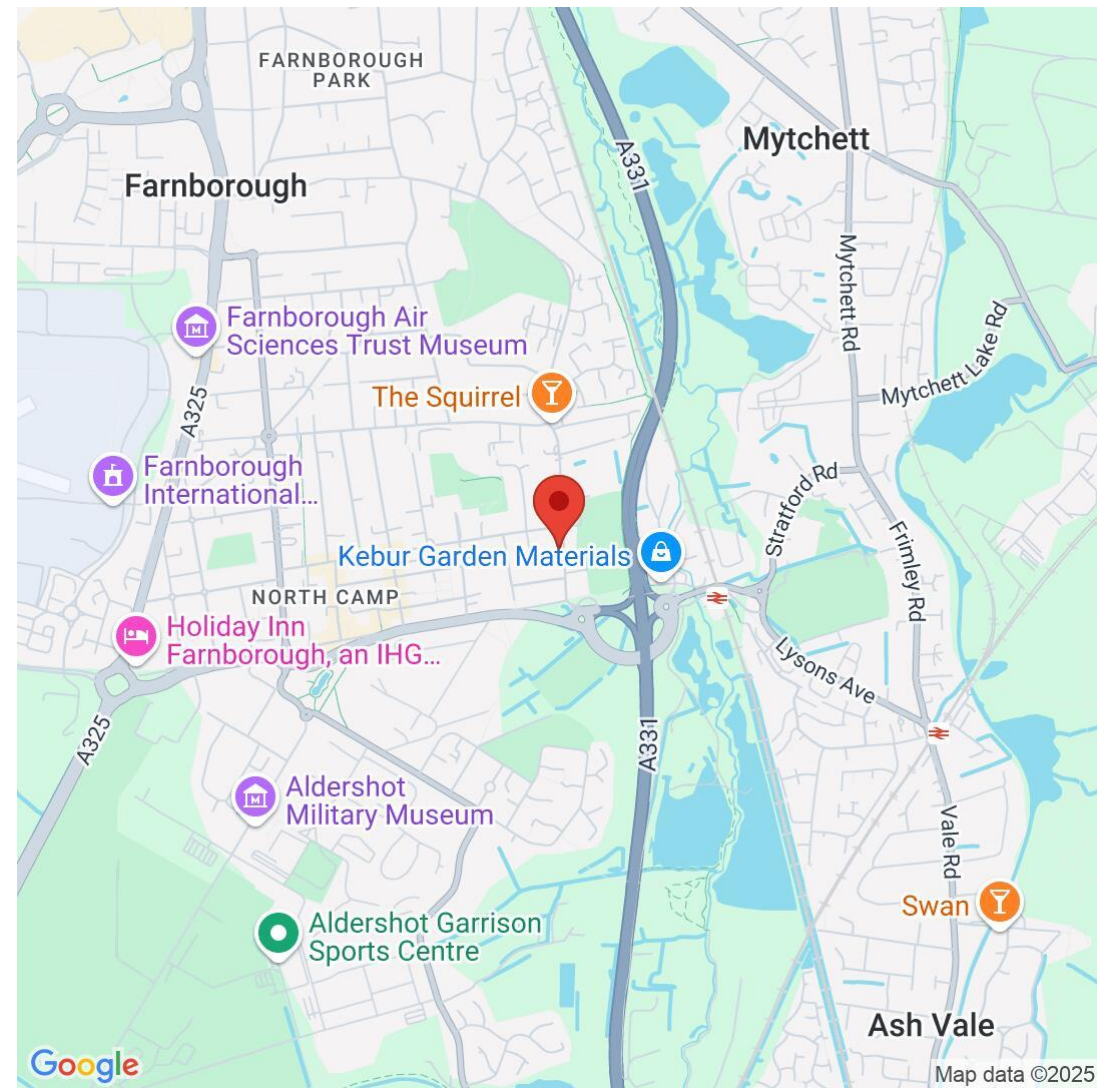 FARNBOROUGH
PARK
Mytchett
A331
Farnborough
Mytchett Rd
Farnborough Air
Sciences Trust Museum
Mytchett Lake Rd
The Squirrel
A325
Farnborough
International...
Stratford Rd
Kebur Garden Materials
Frimley Rd
NORTH CAMP
Holiday Inn
Farnborough, an IHG...
Lysons Ave
A325
A331
Aldershot
Military Museum
Vale Rd
Swan
Aldershot Garrison
Sports Centre
Ash Vale
Google
Map data ©2025